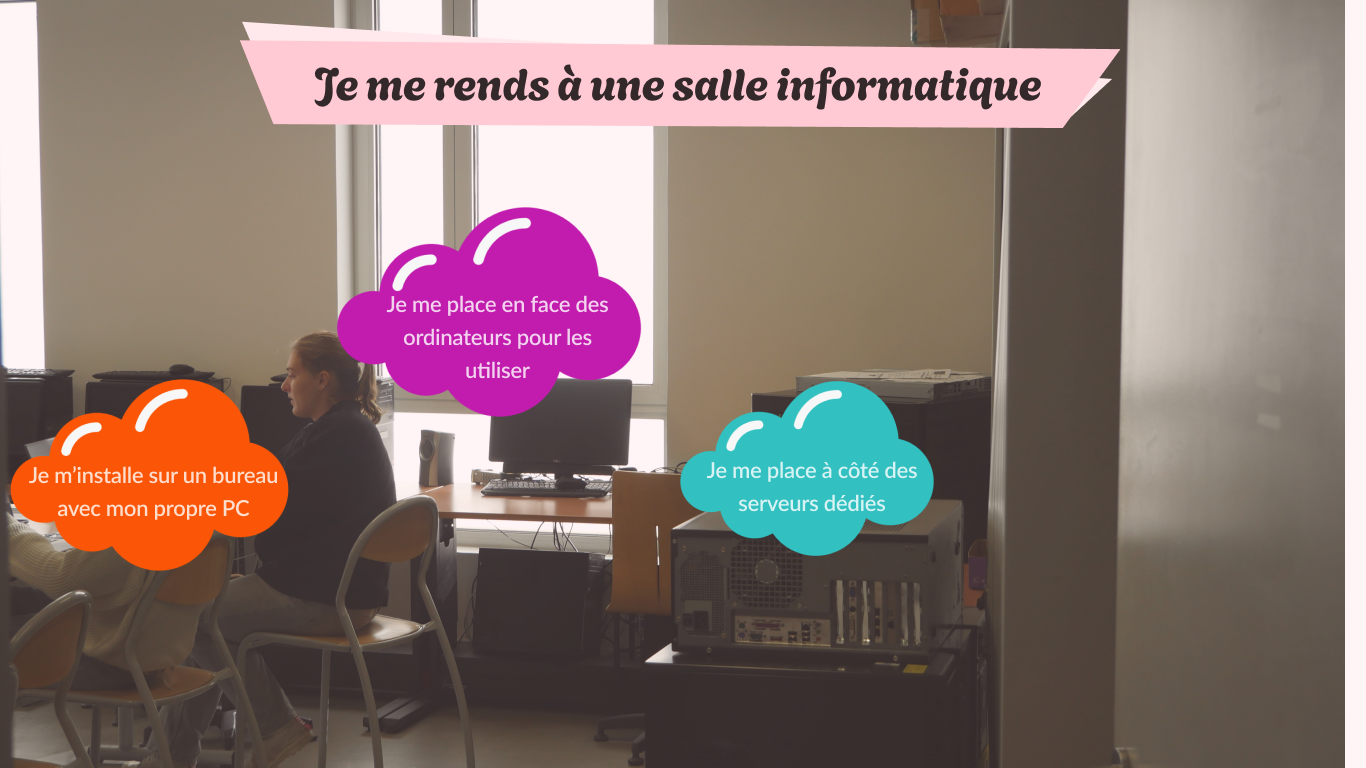 Je me rends à une salle informatique
Je me place en face des
ordinateurs pour les
utiliser
Je m'installe sur un bureau
avec mon propre PC
Je me place à côté des
serveurs dédiés